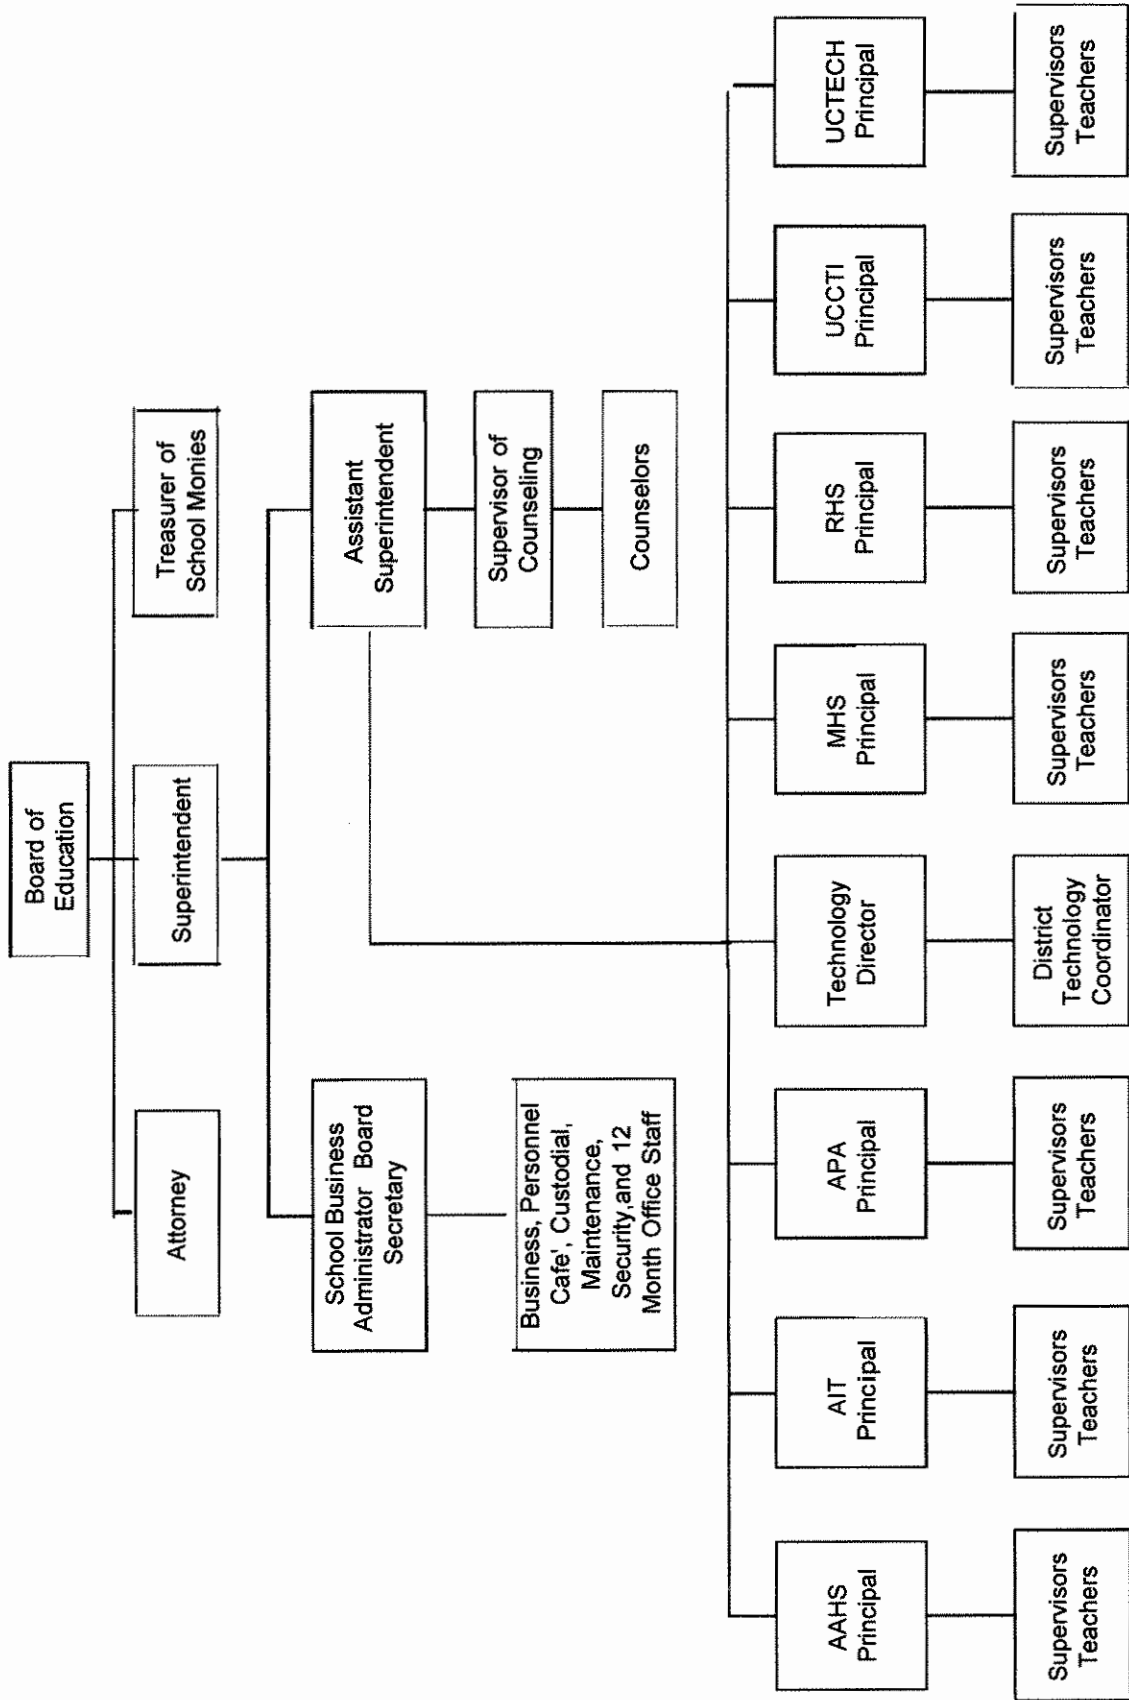 Board of
Education
Attorney
Superintendent
Treasurer of
School Monies
School Business
Administrator Board
Secretary
Assistant
Superintendent
Business, Personnel
Cafe', Custodial,
Maintenance,
Security,and 12
Month Office Staff
Supervisor of
Counseling
Counselors
AAHS
Principal
AIT
Principal
APA
Principal
Technology
Director
MHS
Principal
RHS
Principal
UCCTI
Principal
UCTECH
Principal
Supervisors
Teachers
Supervisors
Teachers
Supervisors
Teachers
District
Technology
Coordinator
Supervisors
Teachers
Supervisors
Teachers
Supervisors
Teachers
Supervisors
Teachers